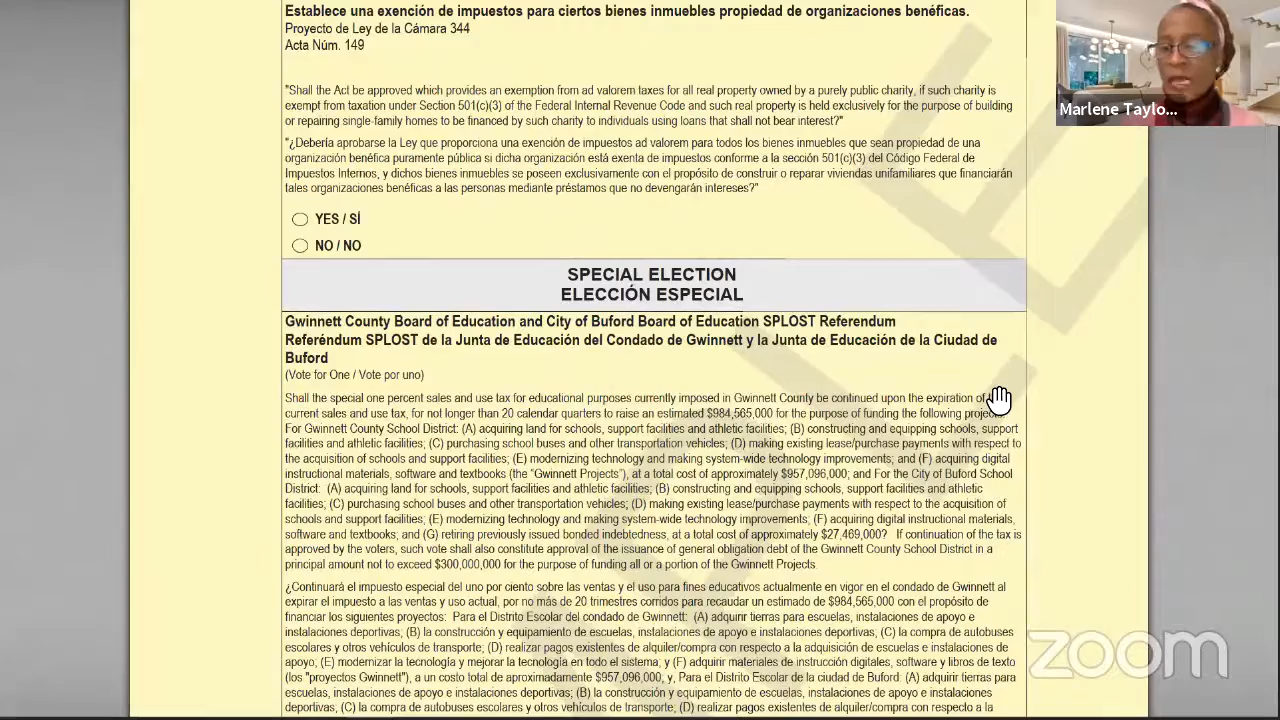 Establece una exención de impuestos para ciertos bienes inmuebles propiedad de organizaciones benéficas.
Proyecto de Ley de la Cámara 344
Acta Núm. 149
"Shall the Act be approved which provides an exemption from ad valorem taxes for all real property owned by a purely public charity, if such charity is
exempt from taxation under Section 501(c)(3) of the Federal Internal Revenue Code and such real property is held exclusively for the purpose of building
or repairing single-family homes to be financed by such charity to individuals using loans that shall not bear interest?"
"¿Debería aprobarse la Ley que proporciona una exención de impuestos ad valorem para todos los bienes inmuebles que sean propiedad de una
organización benéfica puramente pública si dicha organización está exenta de impuestos conforme a la sección 501(c)(3) del Código Federal de
Impuestos Internos, y dichos bienes inmuebles se poseen exclusivamente con el propósito de construir o reparar viviendas unifamiliares que financiarán
tales organizaciones benéficas a las personas mediante préstamos que no devengarán intereses?"
YES / SÍ
NO / NO
SPECIAL ELECTION
ELECCIÓN ESPECIAL
Gwinnett County Board of Education and City of Buford Board of Education SPLOST Referendum
Referéndum SPLOST de la Junta de Educación del Condado de Gwinnett y la Junta de Educación de la Ciudad de
Buford
(Vote for One / Vote por uno)
Shall the special one percent sales and use tax for educational purposes currently imposed in Gwinnett County be continued upon the expiration of
current sales and use tax, for not longer than 20 calendar quarters to raise an estimated $984,565,000 for the purpose of funding the following
For Gwinnett County School District: (A) acquiring land for schools, support facilities and athletic facilities; (B) constructing and equipping schools, support
facilities and athletic facilities; (C) purchasing school buses and other transportation vehicles; (D) making existing lease/purchase payments with respect to
the acquisition of schools and support facilities; (E) modernizing technology and making system-wide technology improvements; and (F) acquiring digital
instructional materials, software and textbooks (the "Gwinnett Projects"), at a total cost of approximately $957,096,000; and For the City of Buford School
District: (A) acquiring land for schools, support facilities and athletic facilities; (B) constructing and equipping schools, support facilities and athletic
facilities; (C) purchasing school buses and other transportation vehicles; (D) making existing lease/purchase payments with respect to the acquisition of
schools and support facilities; (E) modernizing technology and making system-wide technology improvements; (F) acquiring digital instructional materials,
software and textbooks; and (G) retiring previously issued bonded indebtedness, at a total cost of approximately $27,469,000? If continuation of the tax is
approved by the voters, such vote shall also constitute approval of the issuance of general obligation debt of the Gwinnett County School District in a
principal amount not to exceed $300,000,000 for the purpose of funding all or a portion of the Gwinnett Projects.
¿Continuará el impuesto especial del uno por ciento sobre las ventas y el uso para fines educativos actualmente en vigor en el condado de Gwinnett al
expirar el impuesto a las ventas y uso actual, por no más de 20 trimestres corridos para recaudar un estimado de $984,565,000 con el propósito de
financiar los siguientes proyectos: Para el Distrito Escolar del condado de Gwinnett: (A) adquirir tierras para escuelas, instalaciones de apoyo e
instalaciones deportivas; (B) la construcción y equipamiento de escuelas, instalaciones de apoyo e instalaciones deportivas; (C) la compra de autobuses
escolares y otros vehículos de transporte; (D) realizar pagos existentes de alquiler/compra con respecto a la adquisición de escuelas e instalaciones de
apoyo; (E) modernizar la tecnología y mejorar la tecnología en todo el sistema; y (F) adquirir materiales de instrucción digitales, software y libros de texto
(los "proyectos Gwinnett"), a un costo total de aproximadamente $957,096,000, y, Para el Distrito Escolar de la ciudad de Buford: (A) adquirir tierras para
escuelas, instalaciones de apoyo e instalaciones deportivas; (B) la construcción y equipamiento de escuelas, instalaciones de apoyo e instalaciones
deportivas, (C) la compra de autobuses escolares y otros vehículos de transporte; (D) realizar pagos existentes de alquiler/compra con respecto a la
Marlene Taylo...
zoom